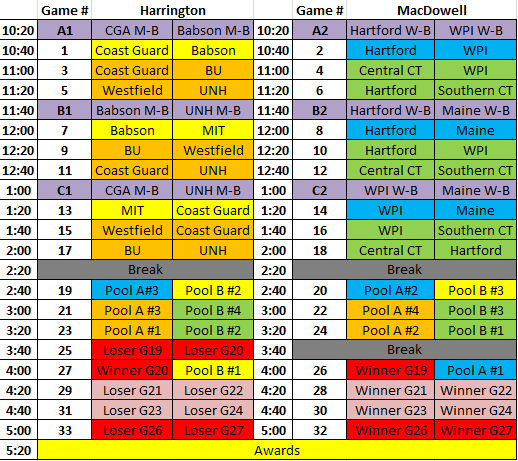 Game # Harrington Game # MacDowell
10:20 A1 CGA M-B Babson M-B 10:20 A2 Hartford W-B WPI W-B
10:40 1 Coast Guard Babson 10:40 2 Hartford WPI
11:00 3 Coast Guard BU 11:00 4 Central CT WPI
11:20 5 Westfield UNH 11:20 6 Hartford Southern CT
11:40 B1 Babson M-B UNH M-B 11:40 B2 Hartford W-B Maine W-B
12:00 7 Babson MIT 12:00 8 Hartford Maine
12:20 9 BU Westfield 12:20 10 Hartford WPI
12:40 11 Coast Guard UNH 12:40 12 Central CT Southern CT
1:00 C1 CGA M-B UNH M-B 1:00 C2 WPI W-B Maine W-B
1:20 13 MIT Coast Guard 1:20 14 WPI Maine
1:40 15 Westfield Coast Guard 1:40 16 WPI Southern CT
2:00 17 BU UNH 2:00 18 Central CT Hartford
2:20 Break 2:20 Break
2:40 19 Pool A#3 Pool B #2 2:40 20 Pool A#2 Pool B #3
3:00 21 Pool A #3 Pool B #4 3:00 22 Pool A #4 Pool B #3
3:20 23 Pool A #1 Pool B #2 3:20 24 Pool A #2 Pool B #1
3:40 25 Loser G19 Loser G20 3:40 Break
4:00 27 Winner G20 Pool B #1 4:00 26 Winner G19 Pool A #1
4:20 29 Loser G21 Loser G22 4:20 28 Winner G21 Winner G22
4:40 31 Loser G23 Loser G24 4:40 30 Winner G23 Winner G24
5:00 33 Loser G26 Loser G27 5:00 32 Winner G26 Winner G27
5:20 Awards